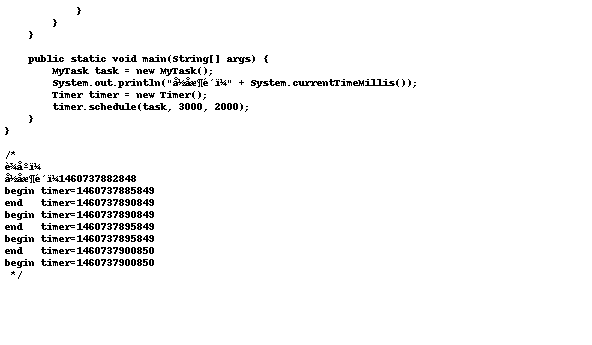 }
}
}
public static void main(String[] args) {
MyTask task = new MyTask();
System.out.println("å½åæ¶é´ï¼" + System.currentTimeMillis());
Timer timer = new Timer();
timer.schedule(task, 3000, 2000);
}
}
/*
è¾åºï¼
å½åæ¶é´ï¼1460737882848
begin timer=1460737885849
end   timer=1460737890849
begin timer=1460737890849
end   timer=1460737895849
begin timer=1460737895849
end   timer=1460737900850
begin timer=1460737900850
*/